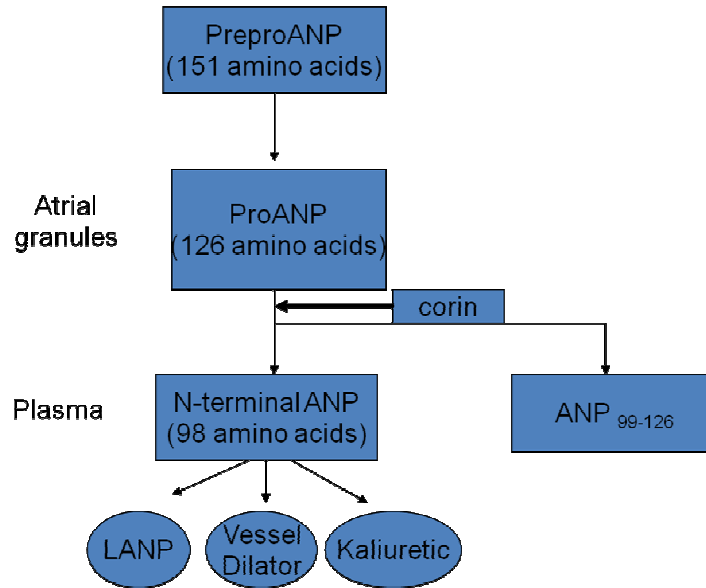 PreproANP
(151 amino acids)
Atrial
granules
ProANP
(126 amino acids)
corin
Plasma
N-terminal ANP
(98 amino acids)
ANP 99-126
LANP
Vessel
Dilator
Kaliuretic